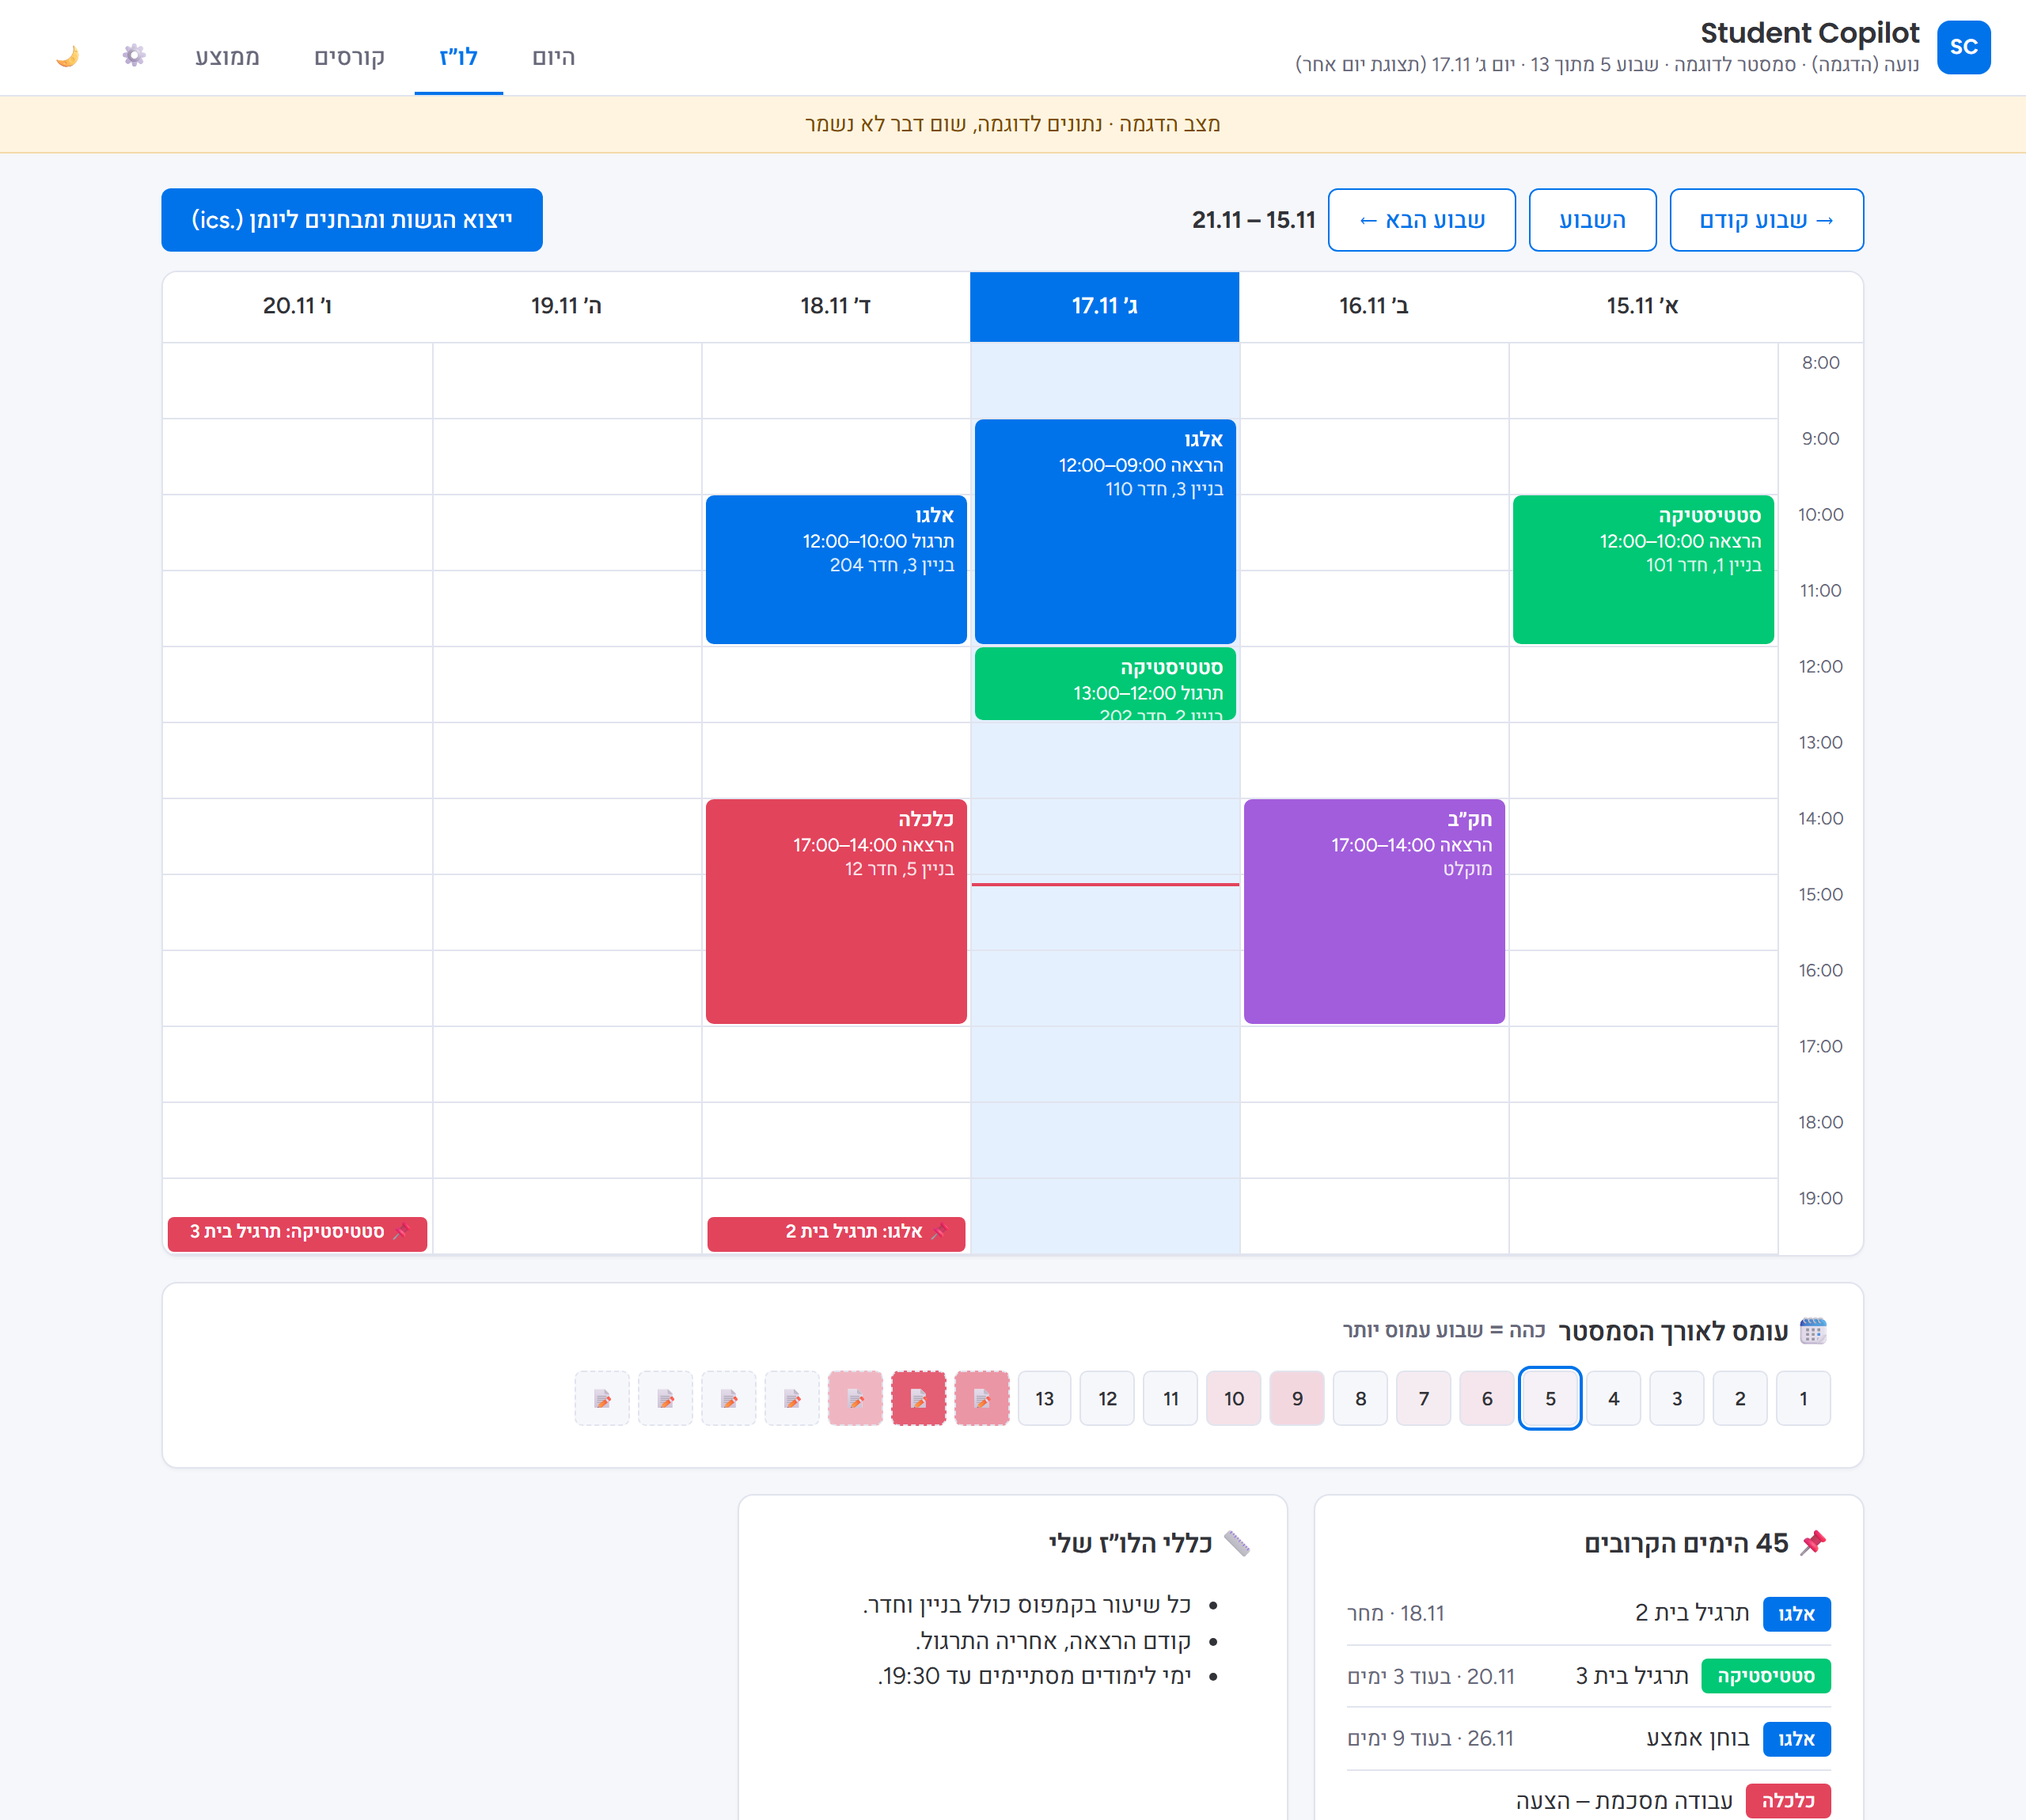 SC
Student Copilot
נועה (הדגמה) · סמסטר לדוגמה · שבוע 5 מתוך 13 · יום ג׳ 17.11 (תצוגת יום אחר)
היום
לו״ז
קורסים
ממוצע
מצב הדגמה · נתונים לדוגמה, שום דבר לא נשמר
→ שבוע קודם
השבוע
שבוע הבא ←
15.11 – 21.11
ייצוא הגשות ומבחנים ליומן (.ics)
א׳ 15.11
ב׳ 16.11
ג׳ 17.11
ד׳ 18.11
ה׳ 19.11
ו׳ 20.11
8:00
9:00
10:00
11:00
12:00
13:00
14:00
15:00
16:00
17:00
18:00
19:00
סטטיסטיקה
הרצאה 10:00–12:00
בניין 1, חדר 101
חק״ב
הרצאה 14:00–17:00
מוקלט
אלגו
הרצאה 09:00–12:00
בניין 3, חדר 110
סטטיסטיקה
תרגול 12:00–13:00
בניין 2, חדר 202
אלגו
תרגול 10:00–12:00
בניין 3, חדר 204
כלכלה
הרצאה 14:00–17:00
בניין 5, חדר 12
אלגו: תרגיל בית 2
סטטיסטיקה: תרגיל בית 3
עומס לאורך הסמסטר כהה = שבוע עמוס יותר
1 2 3 4 5 6 7 8 9 10 11 12 13
45 הימים הקרובים
אלגו תרגיל בית 2 18.11 · מחר
סטטיסטיקה תרגיל בית 3 20.11 · בעוד 3 ימים
אלגו בוחן אמצע 26.11 · בעוד 9 ימים
כלכלה עבודה מסכמת – הצעה
כללי הלו״ז שלי
• כל שיעור בקמפוס כולל בניין וחדר.
• קודם הרצאה, אחריה התרגול.
• ימי לימודים מסתיימים עד 19:30.